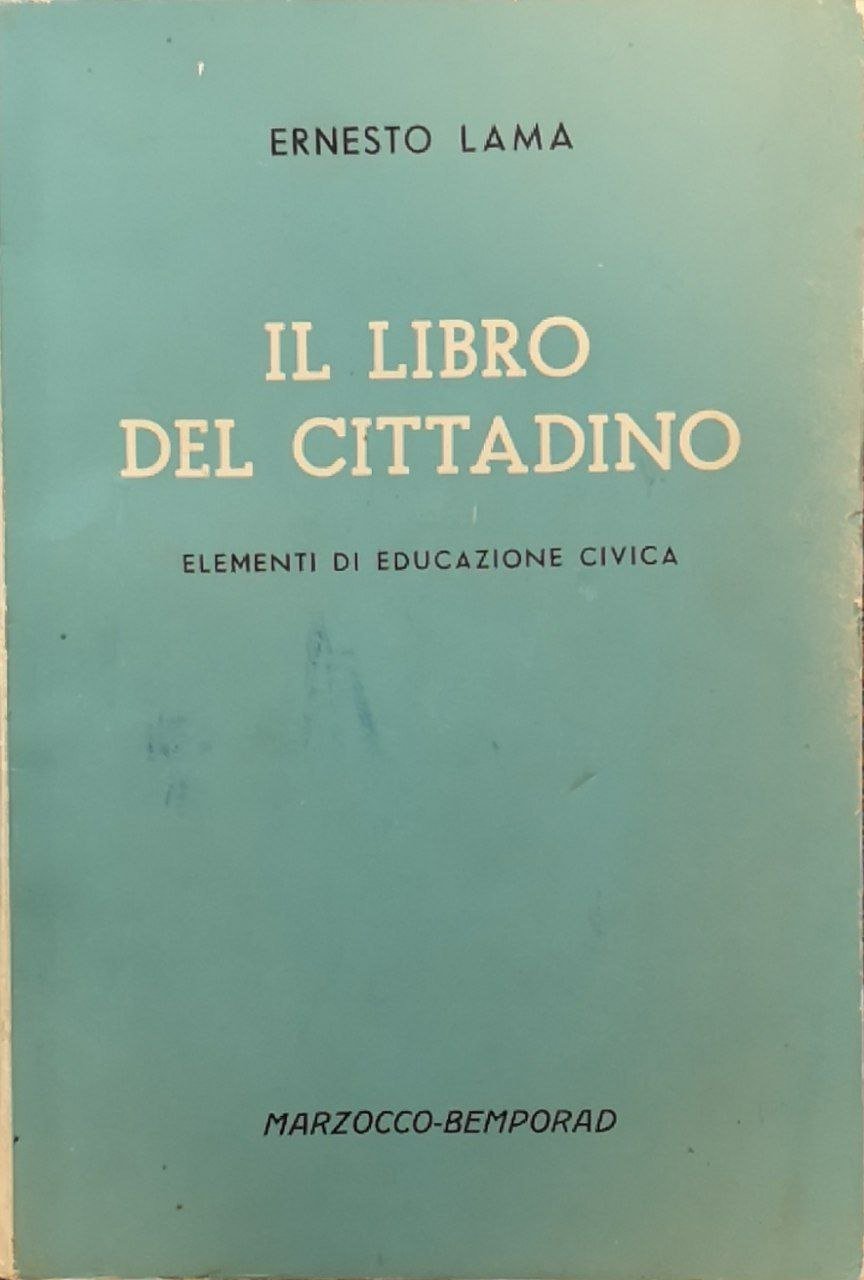 ERNESTO LAMA
IL LIBRO
DEL CITTADINO
ELEMENTI DI EDUCAZIONE CIVICA
MARZOCCO-BEMPORAD